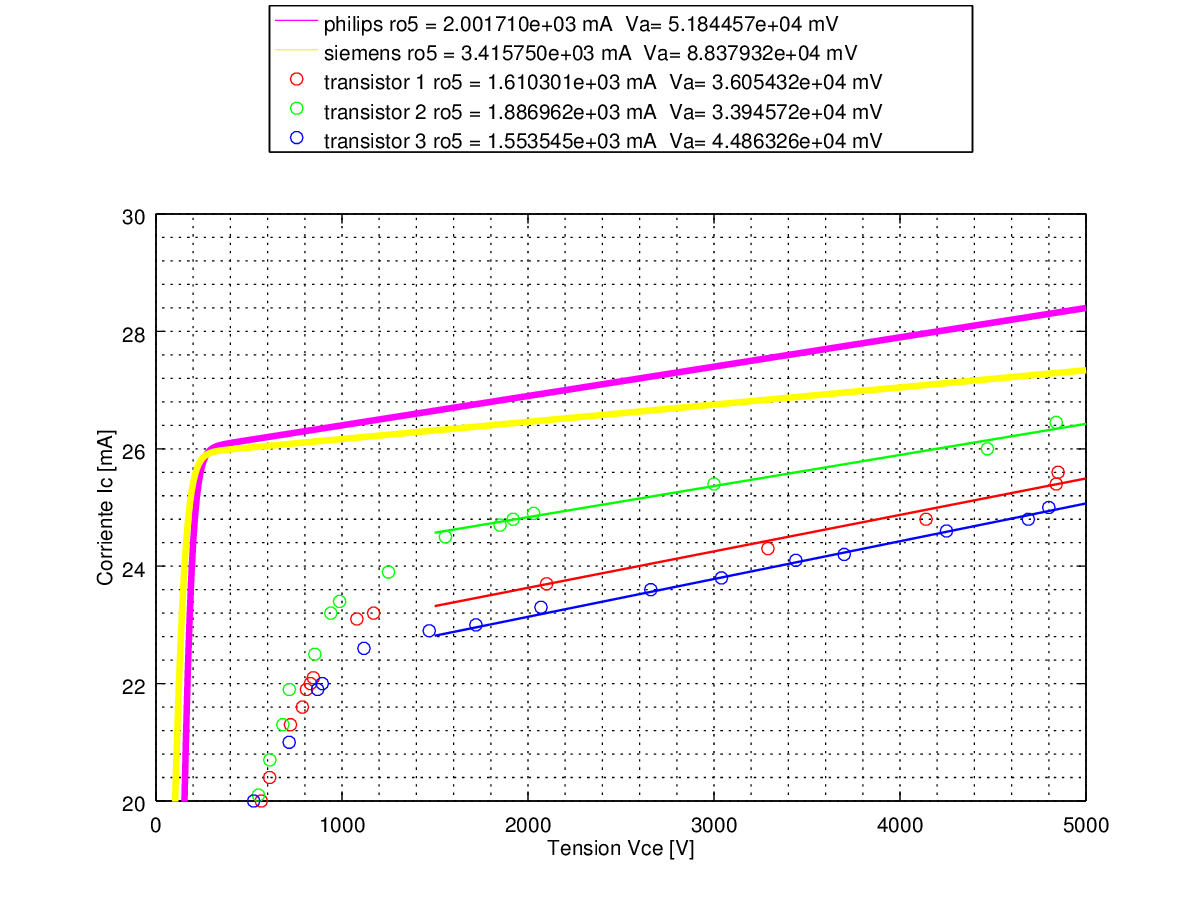 philips ro5 = 2.001710e+03 mA Va= 5.184457e+04 mV
siemens ro5 = 3.415750e+03 mA Va= 8.837932e+04 mV
transistor 1 ro5 = 1.610301e+03 mA Va= 3.605432e+04 mV
transistor 2 ro5 = 1.886962e+03 mA Va= 3.394572e+04 mV
transistor 3 ro5 = 1.553545e+03 mA Va= 4.486326e+04 mV
30
28
26
24
22
20
Corriente Ic [mA]
0 1000 2000 3000 4000 5000
Tension Vce [V]